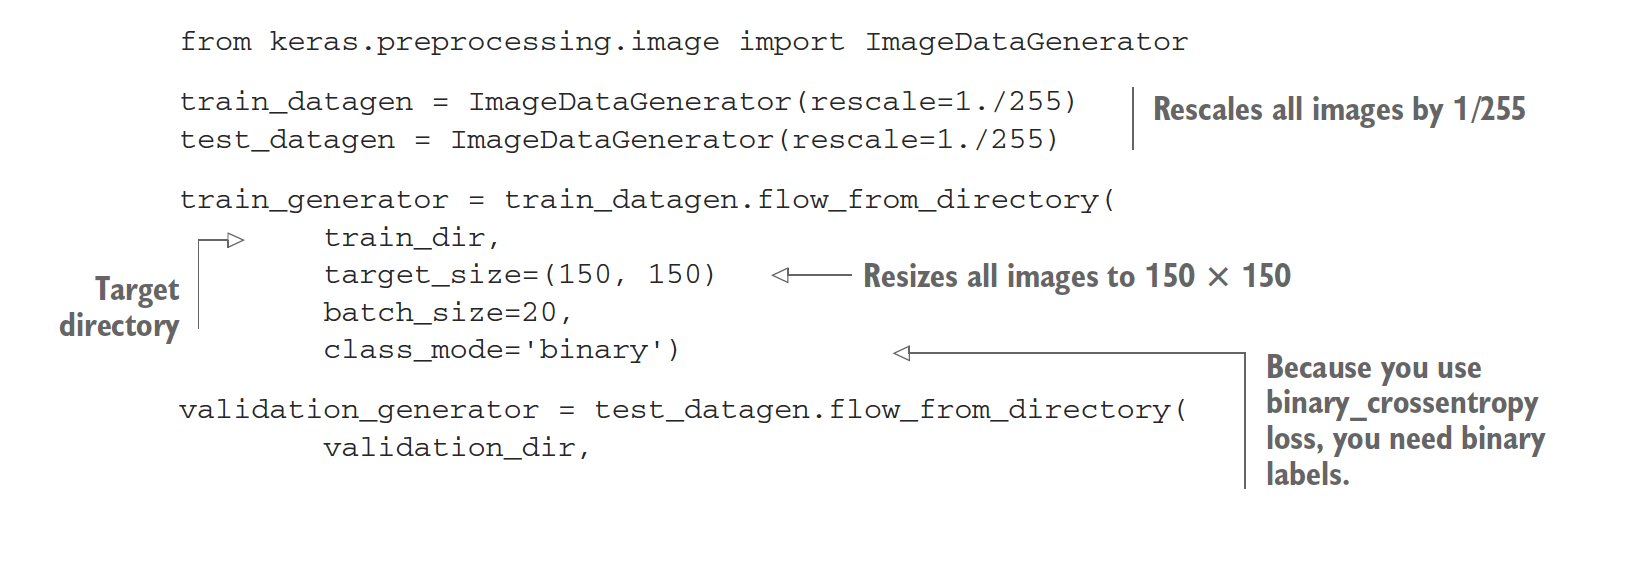 from keras.preprocessing.image import ImageDataGenerator
train_datagen = ImageDataGenerator(rescale=1./255)
test_datagen = ImageDataGenerator(rescale=1./255)
Rescales all images by 1/255
train_generator = train_datagen.flow_from_directory(
train_dir,
target_size=(150, 150)
batch_size=20,
class_mode='binary')
Target
directory
Resizes all images to 150 × 150
Because you use
binary_crossentropy
loss, you need binary
labels.
validation_generator = test_datagen.flow_from_directory(
validation_dir,